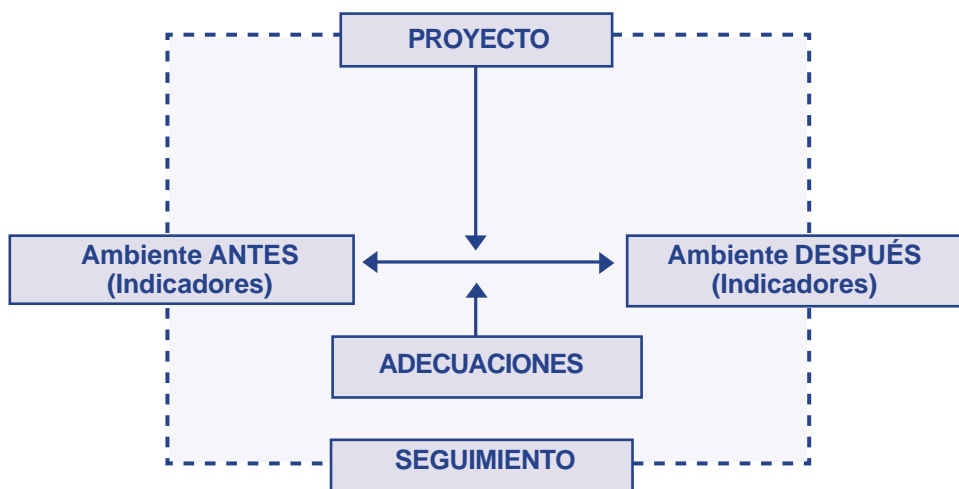 PROYECTO
Ambiente ANTES
(Indicadores)
Ambiente DESPUÉS
(Indicadores)
ADECUACIONES
SEGUIMIENTO